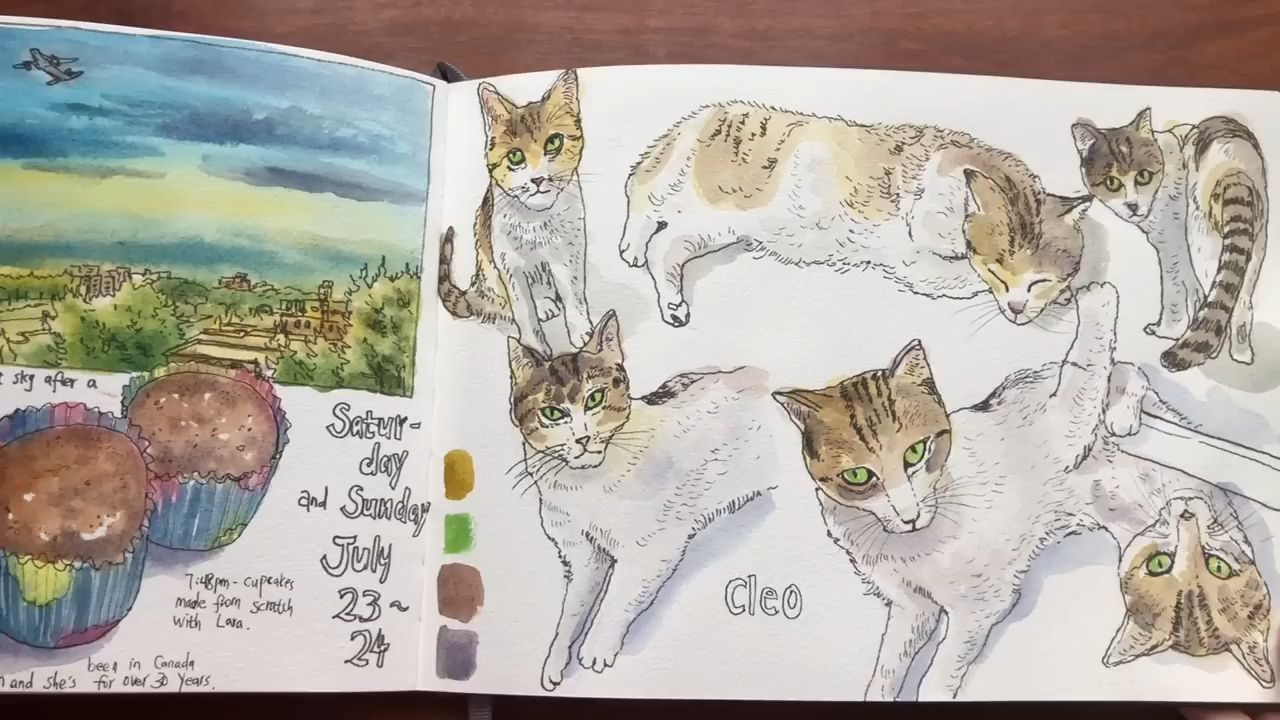 sky after a
Satur-
day
and Sunday
July
23~
24
7:48pm - cupcakes
made from scratch
with Lara.
been in Canada
and she's for over 30 years.
Cleo